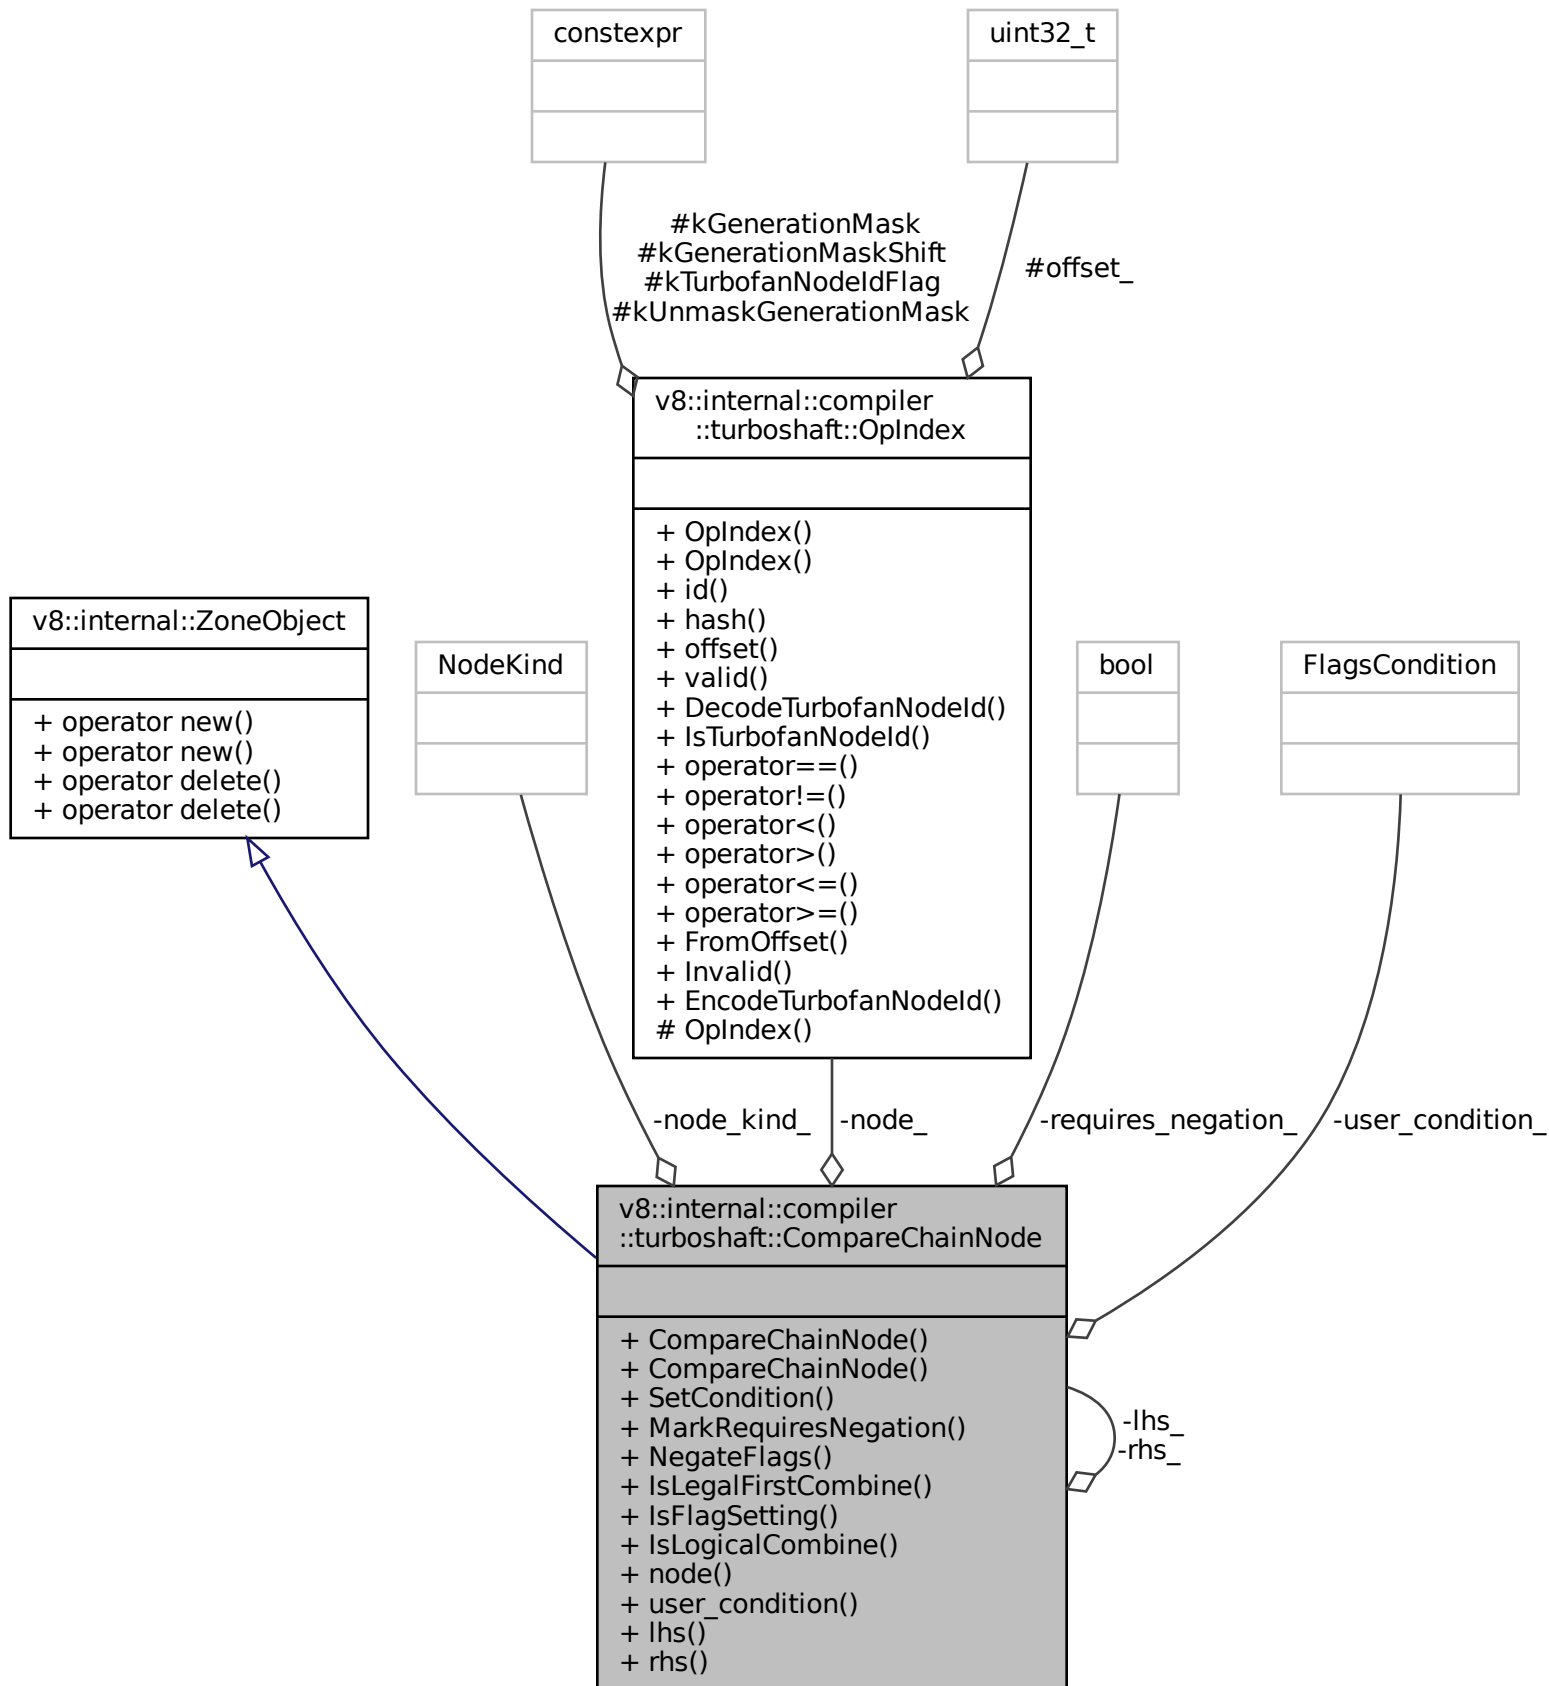 constexpr
uint32_t
#kGenerationMask
#kGenerationMaskShift
#kTurbofanNodeIdFlag
#kUnmaskGenerationMask
#offset_
v8::internal::compiler
::turboshaft::OpIndex
+ OpIndex()
+ OpIndex()
+ id()
+ hash()
+ offset()
+ valid()
+ DecodeTurbofanNodeId()
+ IsTurbofanNodeId()
+ operator==()
+ operator!=()
+ operator<()
+ operator>()
+ operator<=()
+ operator>=()
+ FromOffset()
+ Invalid()
+ EncodeTurbofanNodeId()
# OpIndex()
v8::internal::ZoneObject
+ operator new()
+ operator new()
+ operator delete()
+ operator delete()
NodeKind
bool
FlagsCondition
-node_kind_
-node_
-requires_negation_
-user_condition_
v8::internal::compiler
::turboshaft::CompareChainNode
+ CompareChainNode()
+ CompareChainNode()
+ SetCondition()
+ MarkRequiresNegation()
+ NegateFlags()
+ IsLegalFirstCombine()
+ IsFlagSetting()
+ IsLogicalCombine()
+ node()
+ user_condition()
+ lhs()
+ rhs()
-lhs_
-rhs_